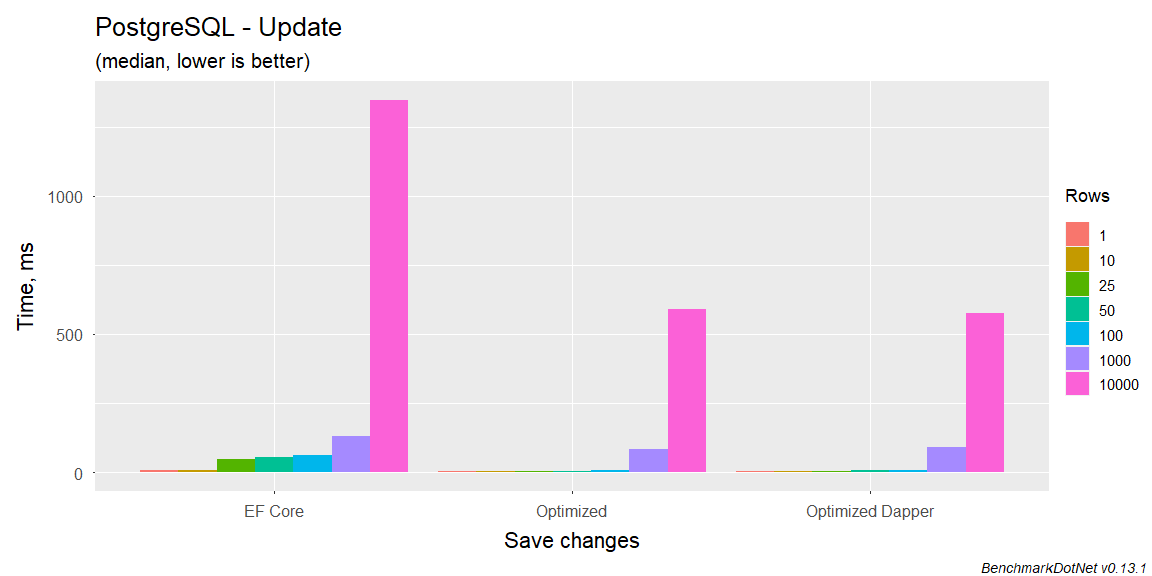 PostgreSQL - Update
(median, lower is better)
Time, ms
1000
500
0
EF Core
Optimized
Optimized Dapper
Save changes
Rows
1
10
25
50
100
1000
10000
BenchmarkDotNet v0.13.1